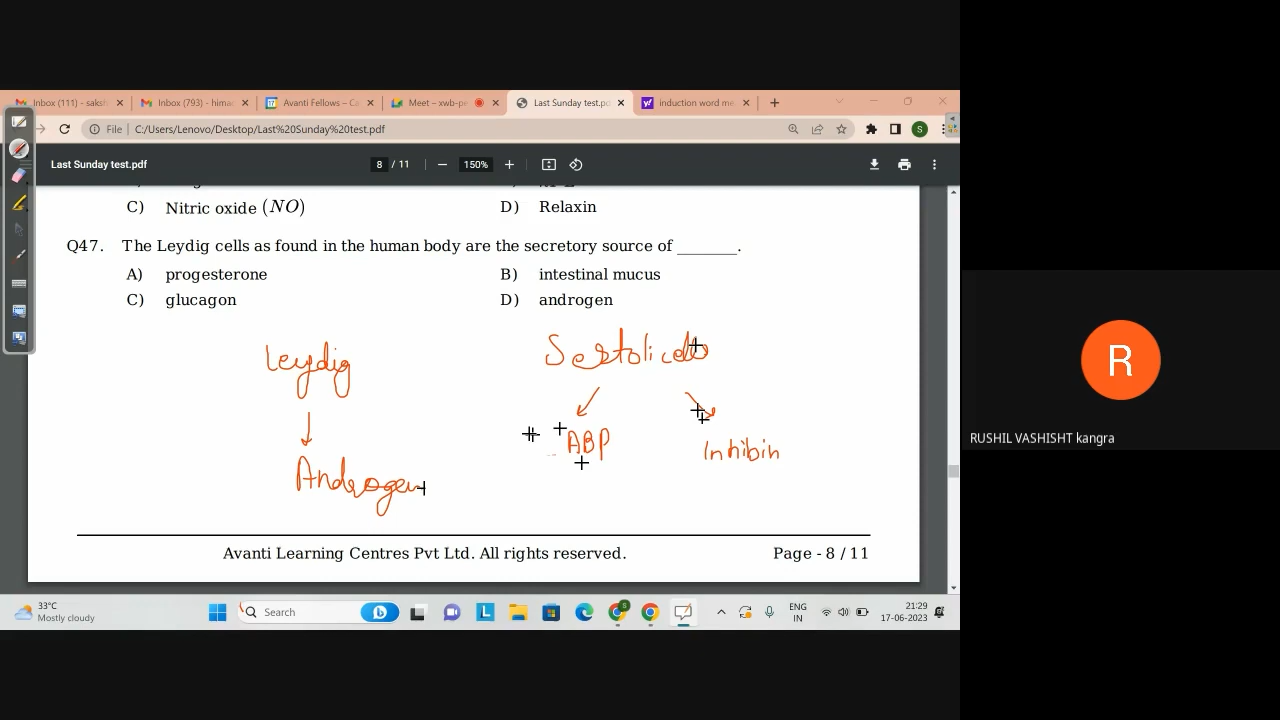 Inbox (111) - saksh
Inbox (793) - hima
Avanti Fellows – Ca
Meet – xwb-p
Last Sunday test.p
induction word me
File
C:/Users/Lenovo/Desktop/Last%20Sunday%20test.pdf
S
Last Sunday test.pdf
8 / 11
150%
C) Nitric oxide (NO)
D) Relaxin
Q47. The Leydig cells as found in the human body are the secretory source of ________.
A) progesterone
B) intestinal mucus
C) glucagon
D) androgen
Leydig
Sertoli cells
Androgen
ABP
Inhibin
Avanti Learning Centres Pvt Ltd. All rights reserved.
Page - 8 / 11
R
RUSHIL VASHISHT kangra
33°C
Mostly cloudy
Search
ENG
IN
21:29
17-06-2023